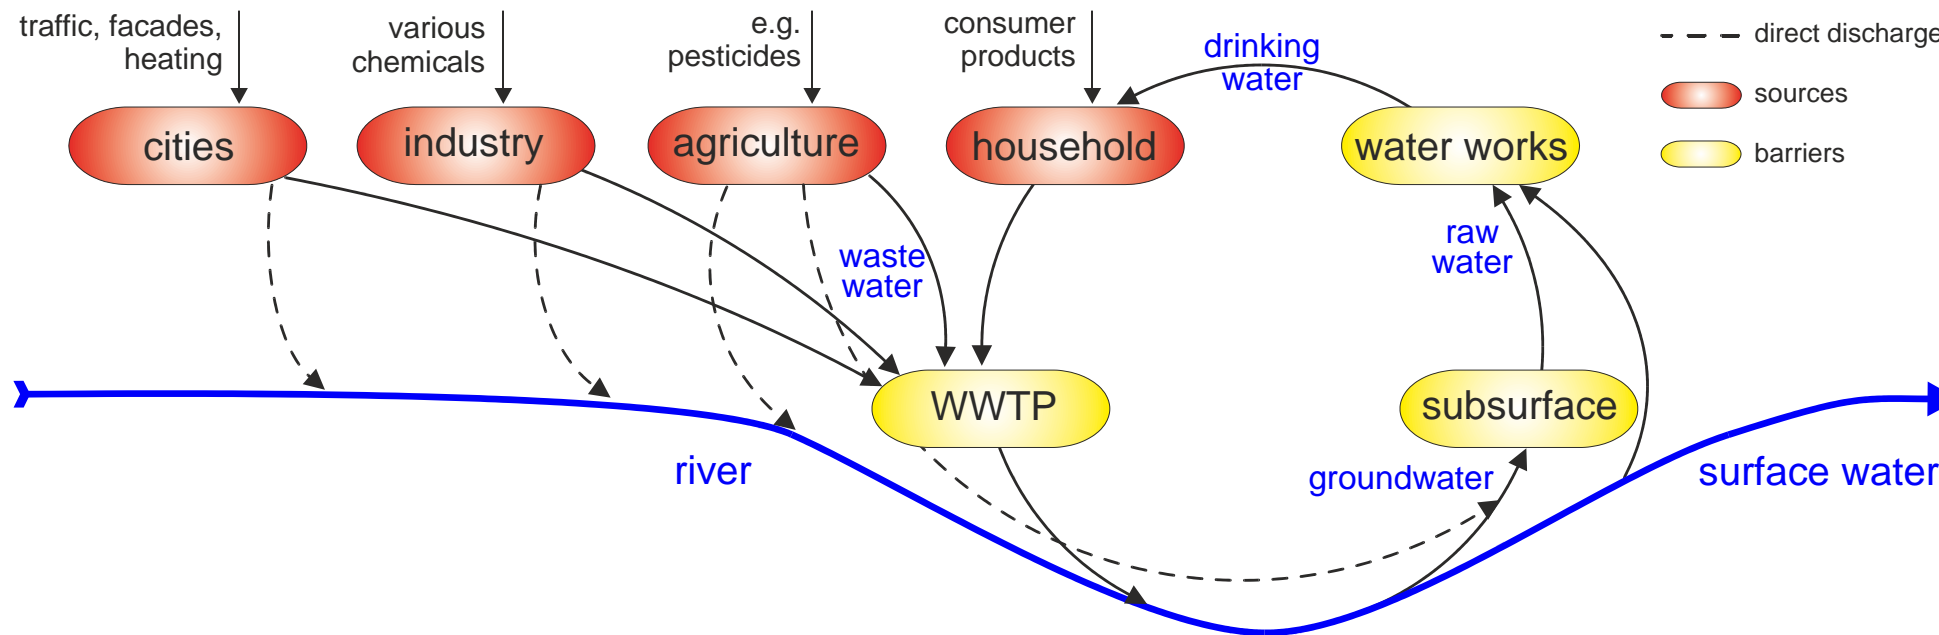 traffic, facades,
heating
various
chemicals
e.g.
pesticides
consumer
products
drinking
water
direct discharge
sources
barriers
cities
industry
agriculture
household
water works
waste
water
raw
water
WWTP
subsurface
river
groundwater
surface water